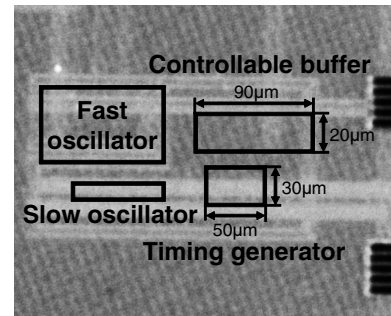 Controllable buffer
90μm
Fast
oscillator
20μm
30μm
Slow oscillator
50μm
Timing generator